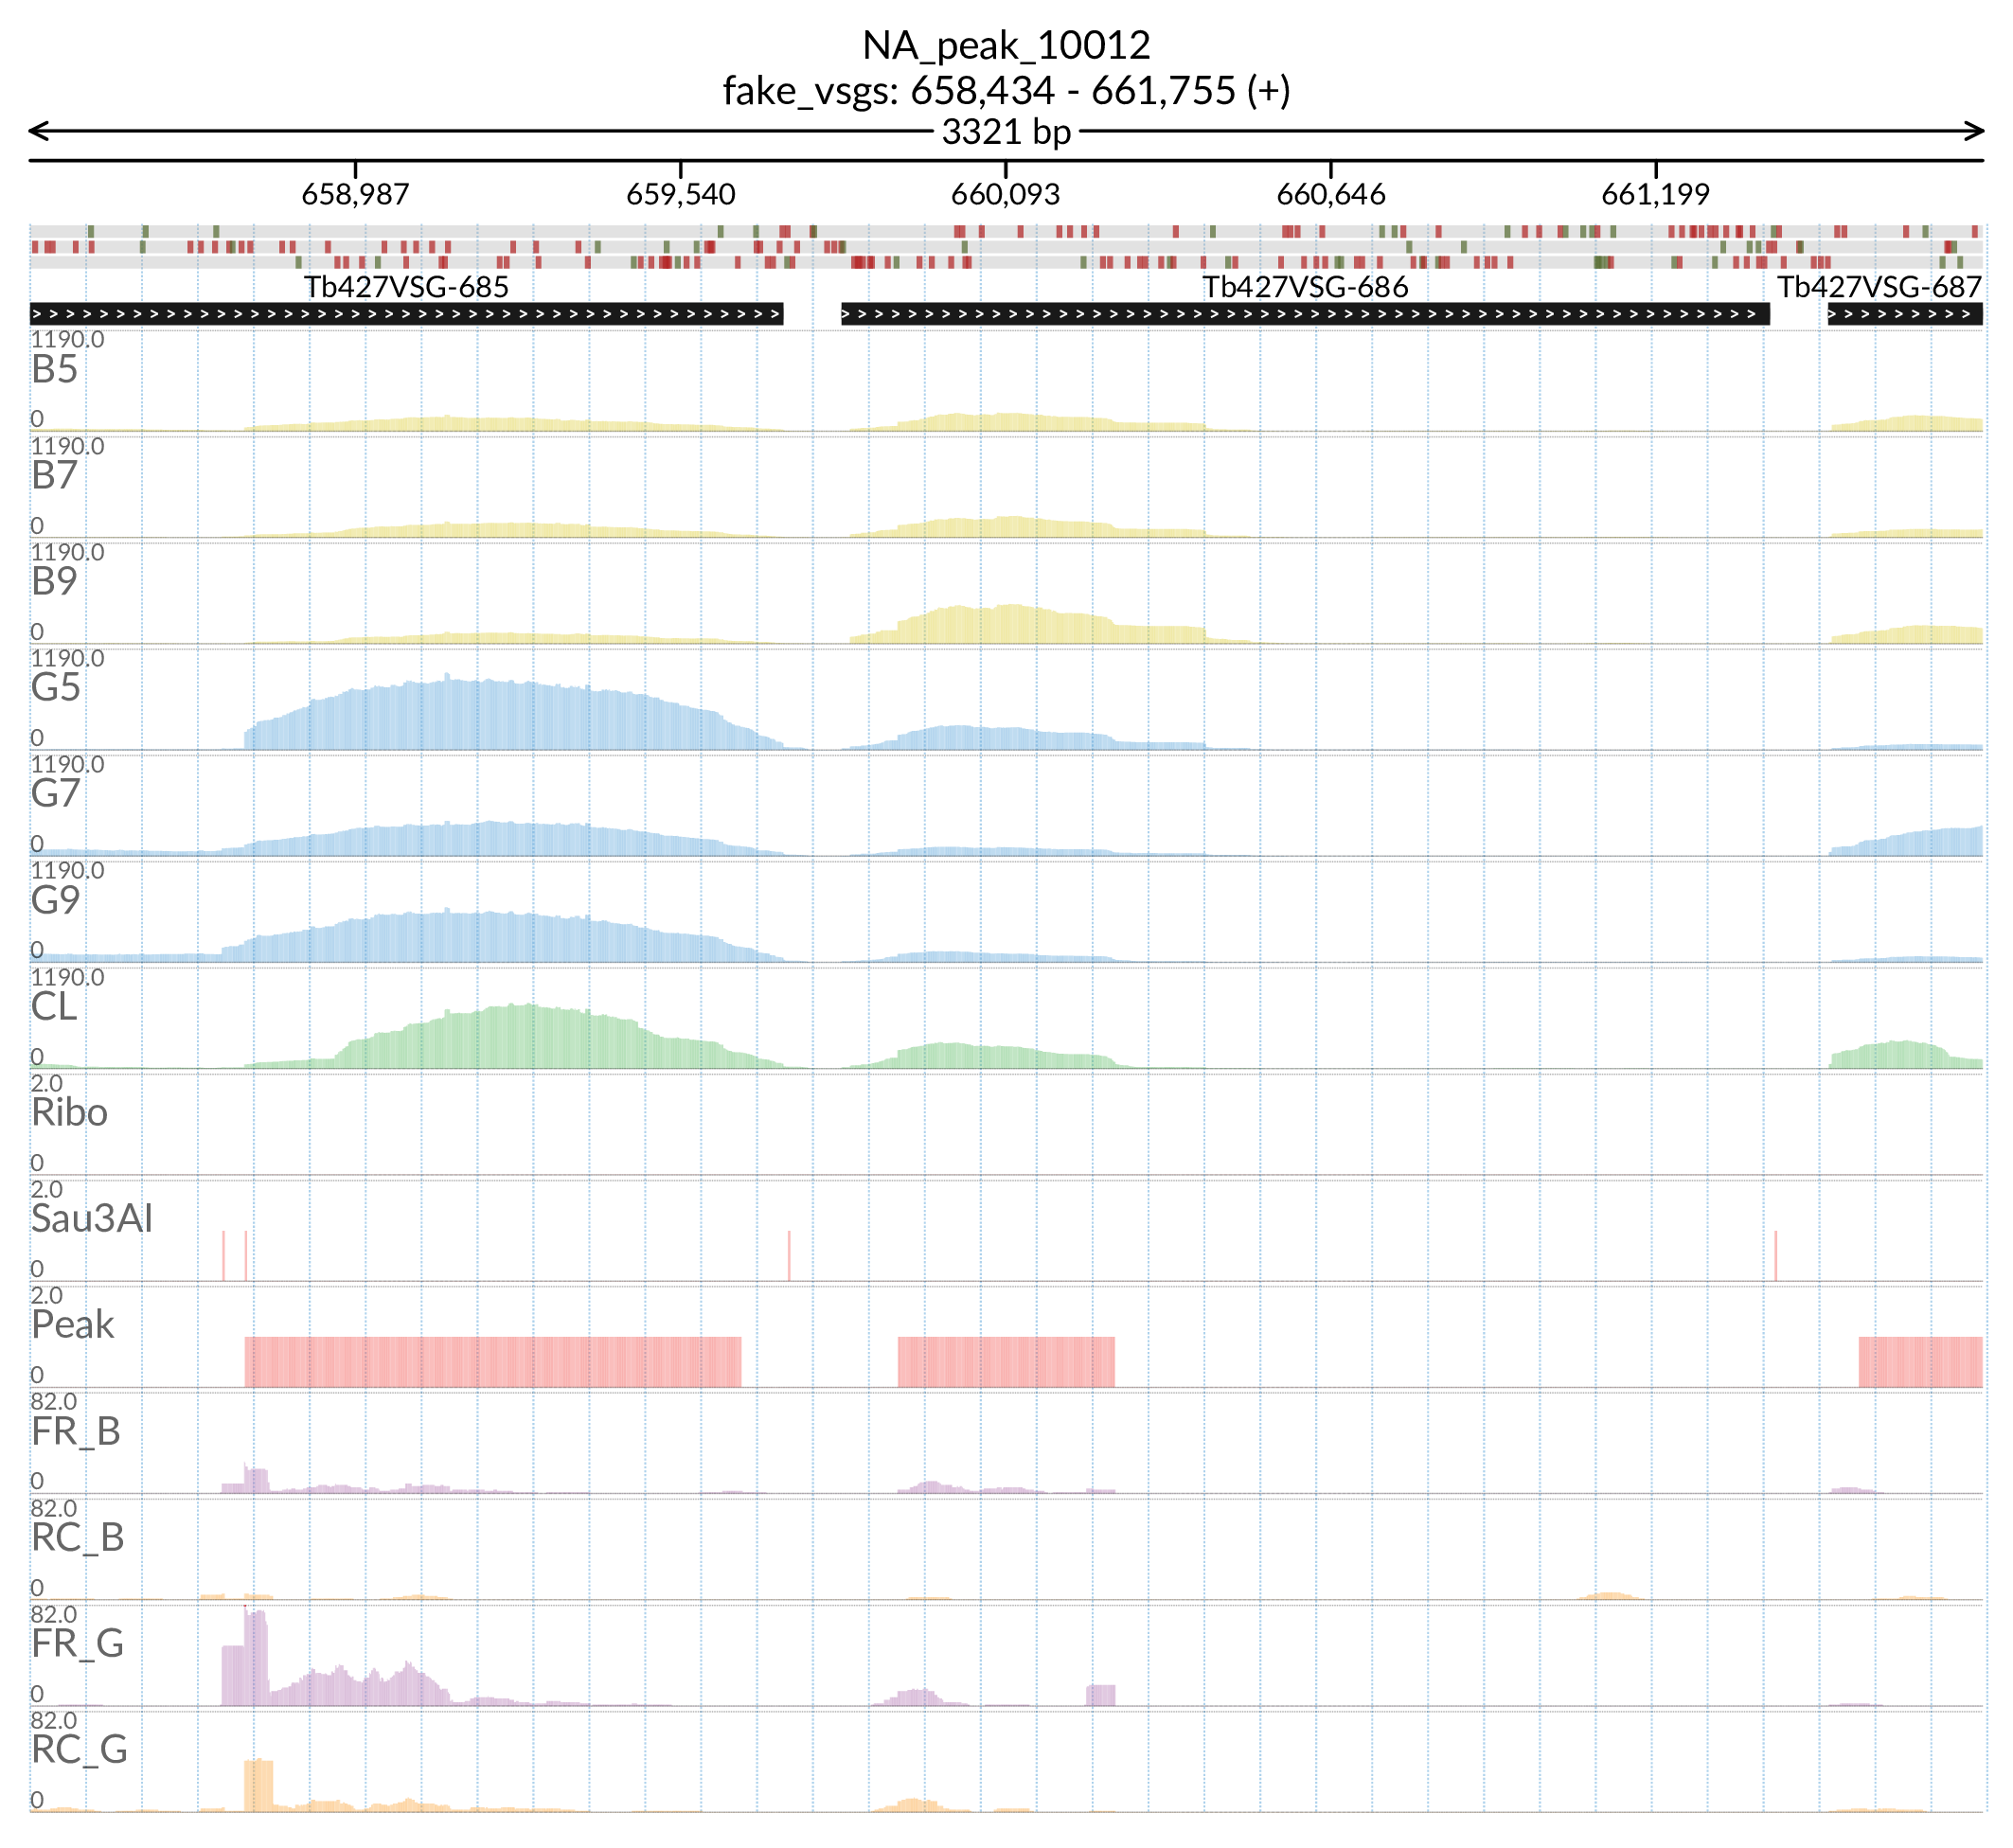 NA_peak_10012
fake_vsgs: 658,434 - 661,755 (+)
3321 bp
658,987 659,540 660,093 660,646 661,199
Tb427VSG-685 Tb427VSG-686 Tb427VSG-687
1190.0
B5
0
1190.0
B7
0
1190.0
B9
0
1190.0
G5
0
1190.0
G7
0
1190.0
G9
0
1190.0
CL
0
2.0
Ribo
0
2.0
Sau3AI
0
2.0
Peak
0
82.0
FR_B
0
82.0
RC_B
0
82.0
FR_G
0
82.0
RC_G
0